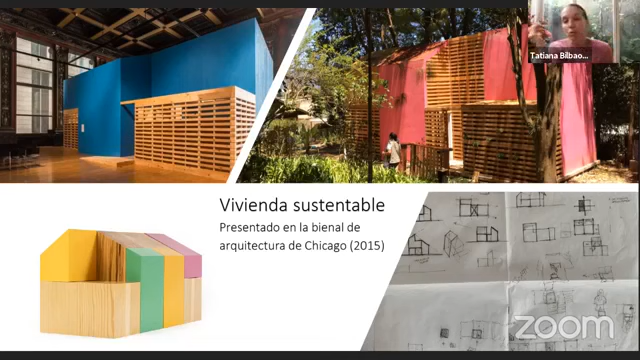 Tatiana Bilbao...
Vivienda sustentable
Presentado en la bienal de
arquitectura de Chicago (2015)
zoom